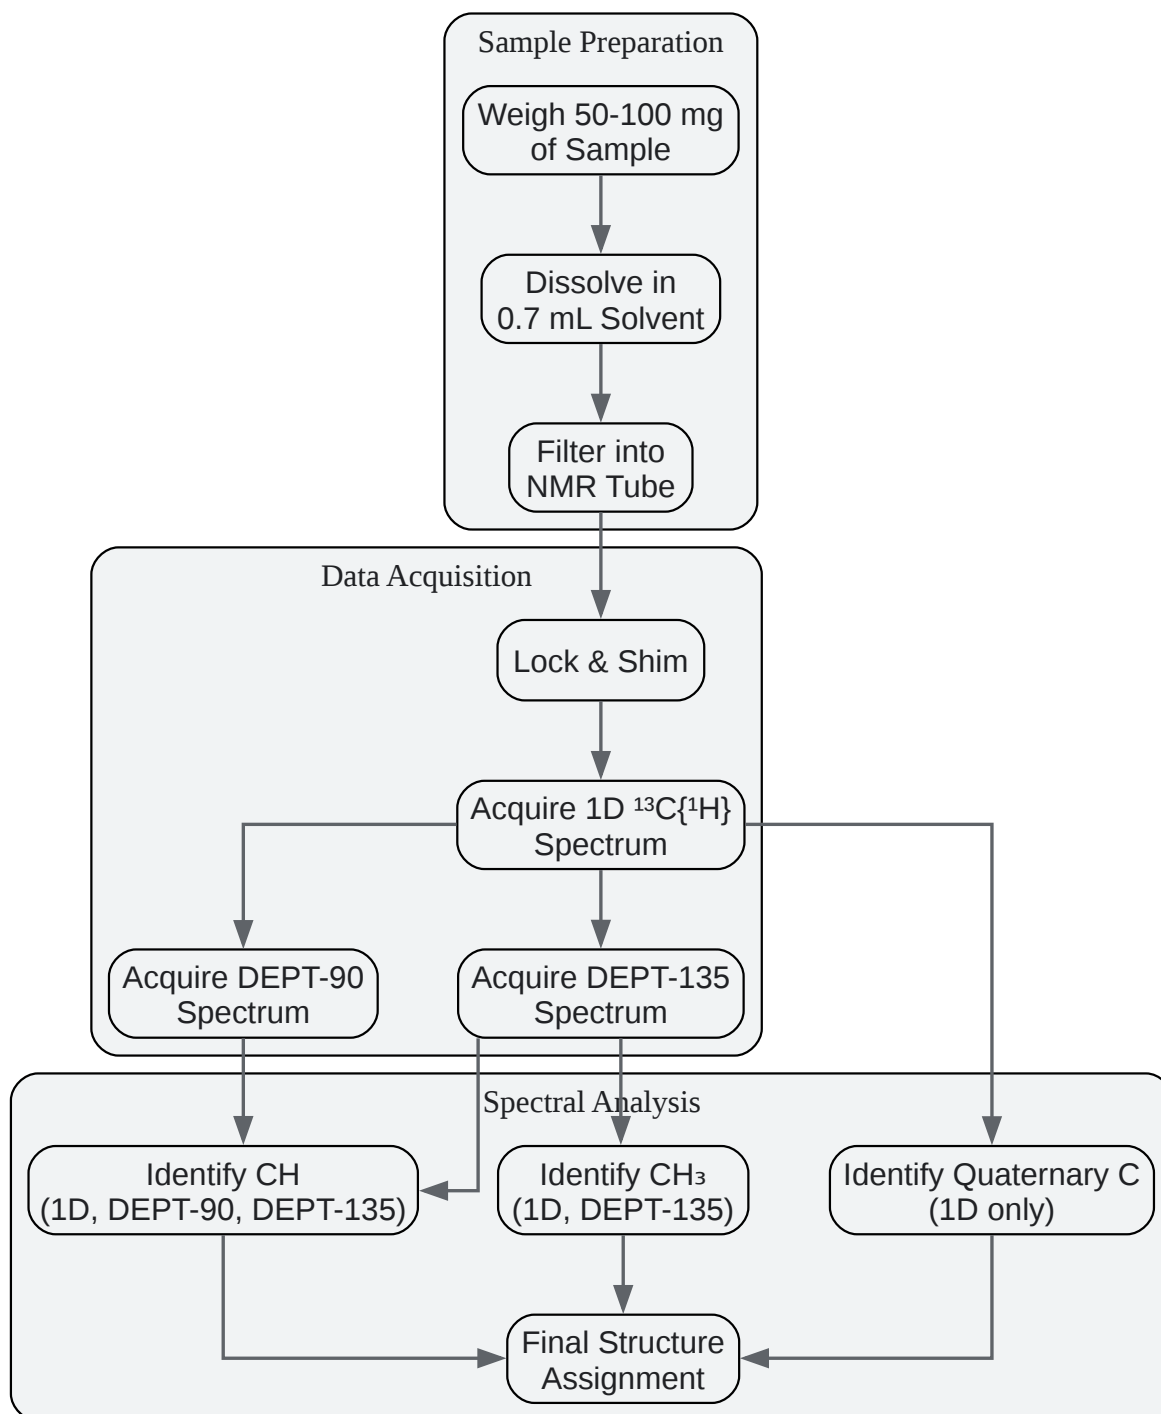 Sample Preparation
Weigh 50-100 mg
of Sample
Dissolve in
0.7 mL Solvent
Filter into
NMR Tube
Data Acquisition
Lock & Shim
Acquire 1D ¹³C{¹H}
Spectrum
Acquire DEPT-90
Spectrum
Acquire DEPT-135
Spectrum
Spectral Analysis
Identify CH
(1D, DEPT-90, DEPT-135)
Identify CH₃
(1D, DEPT-135)
Identify Quaternary C
(1D only)
Final Structure
Assignment